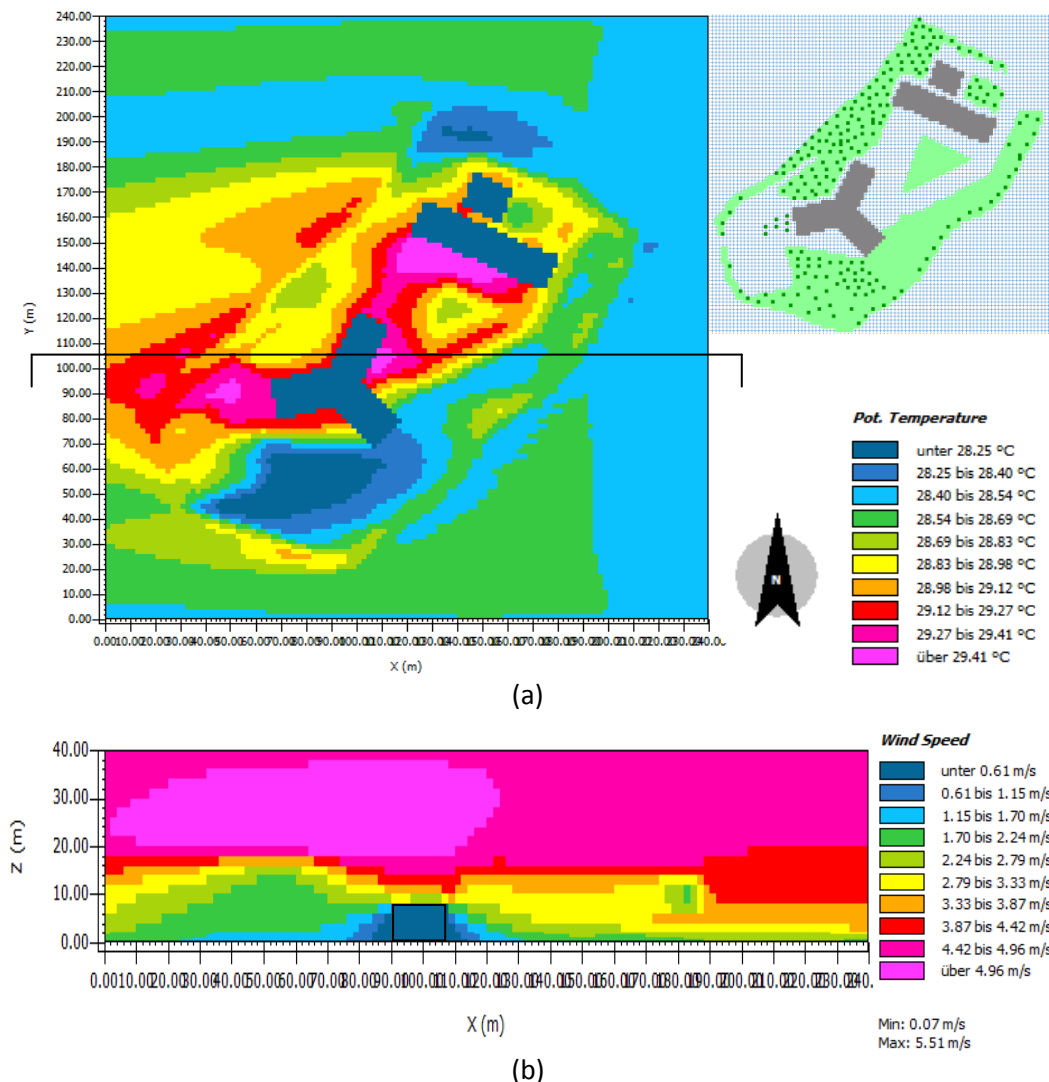 240.00
230.00
220.00
210.00
200.00
190.00
180.00
170.00
160.00
150.00
140.00
130.00
120.00
110.00
100.00
90.00
80.00
70.00
60.00
50.00
40.00
30.00
20.00
10.00
0.00
Y (m)
X (m)
Pot. Temperature
unter 28.25 °C
28.25 bis 28.40 °C
28.40 bis 28.54 °C
28.54 bis 28.69 °C
28.69 bis 28.83 °C
28.83 bis 28.98 °C
28.98 bis 29.12 °C
29.12 bis 29.27 °C
29.27 bis 29.41 °C
über 29.41 °C
N
(a)
40.00
30.00
20.00
10.00
0.00
Z (m)
X (m)
Wind Speed
unter 0.61 m/s
0.61 bis 1.15 m/s
1.15 bis 1.70 m/s
1.70 bis 2.24 m/s
2.24 bis 2.79 m/s
2.79 bis 3.33 m/s
3.33 bis 3.87 m/s
3.87 bis 4.42 m/s
4.42 bis 4.96 m/s
über 4.96 m/s
Min: 0.07 m/s
Max: 5.51 m/s
(b)